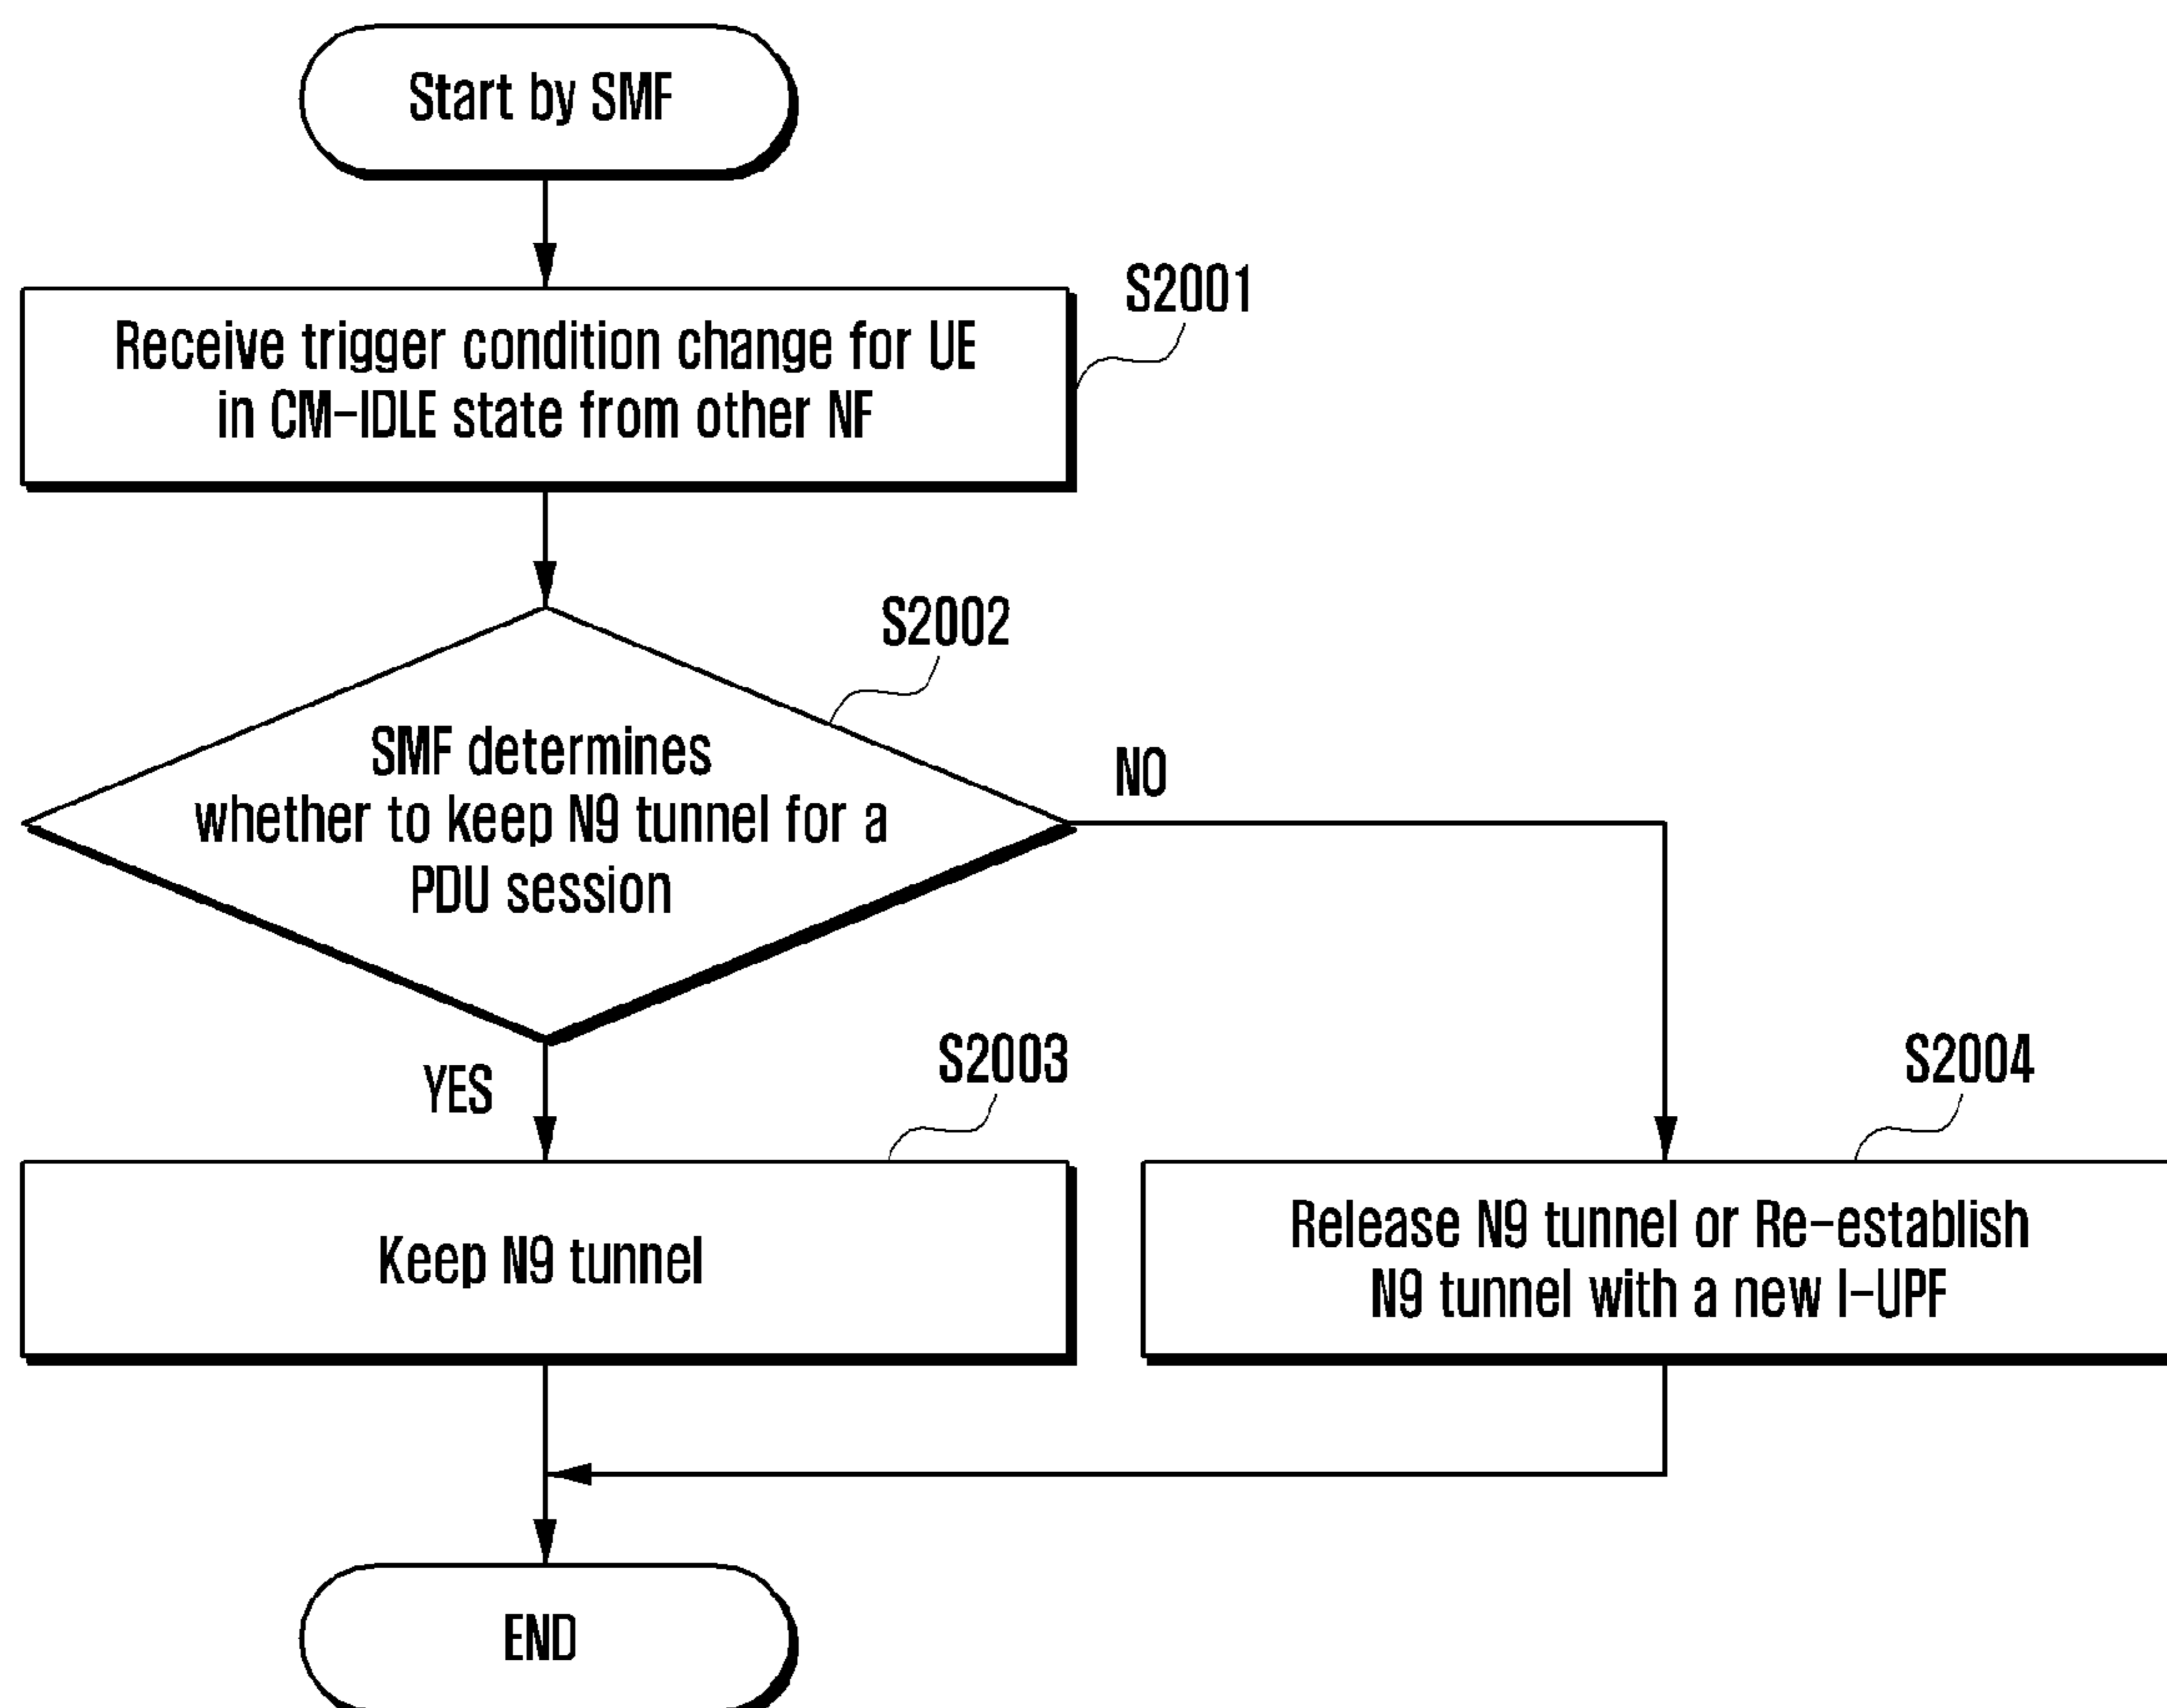 Start by SMF
S2001
Receive trigger condition change for UE
in CM-IDLE state from other NF
S2002
SMF determines
whether to keep N9 tunnel for a
PDU session
NO
YES
S2003
Keep N9 tunnel
S2004
Release N9 tunnel or Re-establish
N9 tunnel with a new I-UPF
END